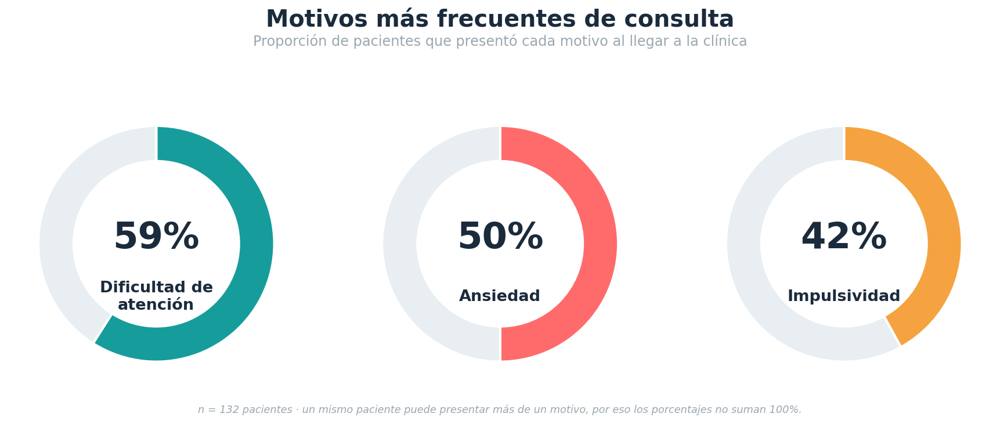 Motivos más frecuentes de consulta
Proporción de pacientes que presentó cada motivo al llegar a la clínica
59%
Dificultad de
atención
50%
Ansiedad
42%
Impulsividad
n = 132 pacientes · un mismo paciente puede presentar más de un motivo, por eso los porcentajes no suman 100%.